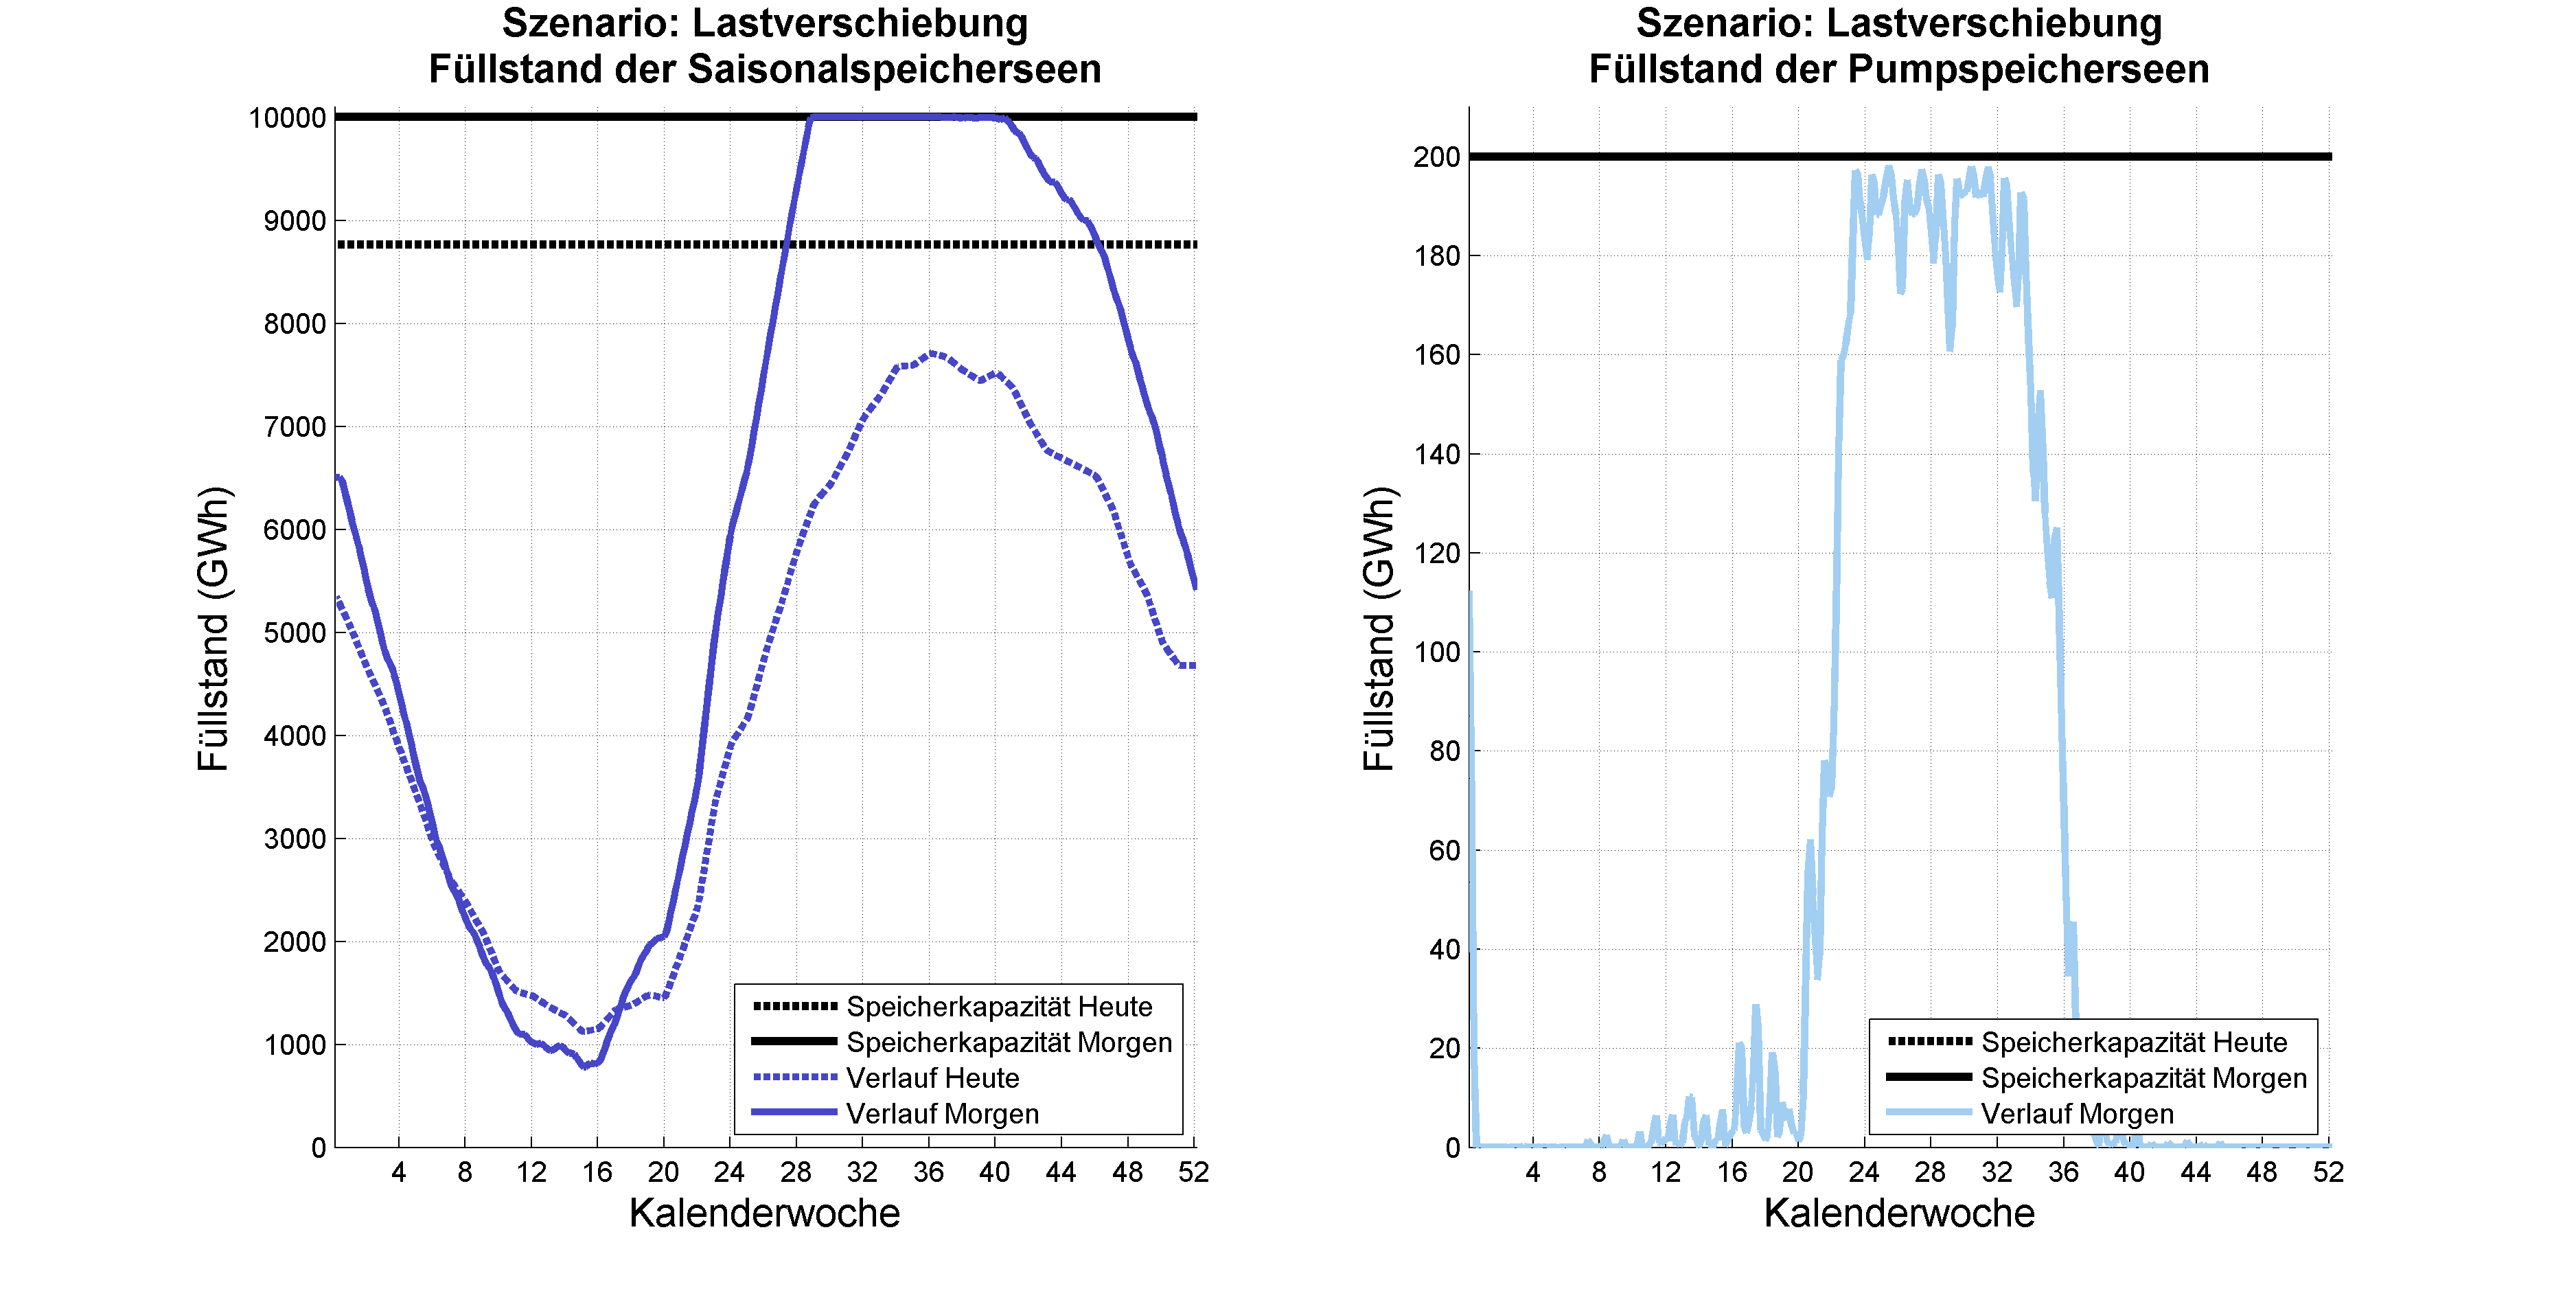 Szenario: Lastverschiebung
Füllstand der Saisonalspeicherseen
10000
9000
8000
7000
6000
5000
4000
3000
2000
1000
0
Füllstand (GWh)
4 8 12 16 20 24 28 32 36 40 44 48 52
Kalenderwoche
Speicherkapazität Heute
Speicherkapazität Morgen
Verlauf Heute
Verlauf Morgen
Szenario: Lastverschiebung
Füllstand der Pumpspeicherseen
200
180
160
140
120
100
80
60
40
20
0
Füllstand (GWh)
4 8 12 16 20 24 28 32 36 40 44 48 52
Kalenderwoche
Speicherkapazität Heute
Speicherkapazität Morgen
Verlauf Morgen